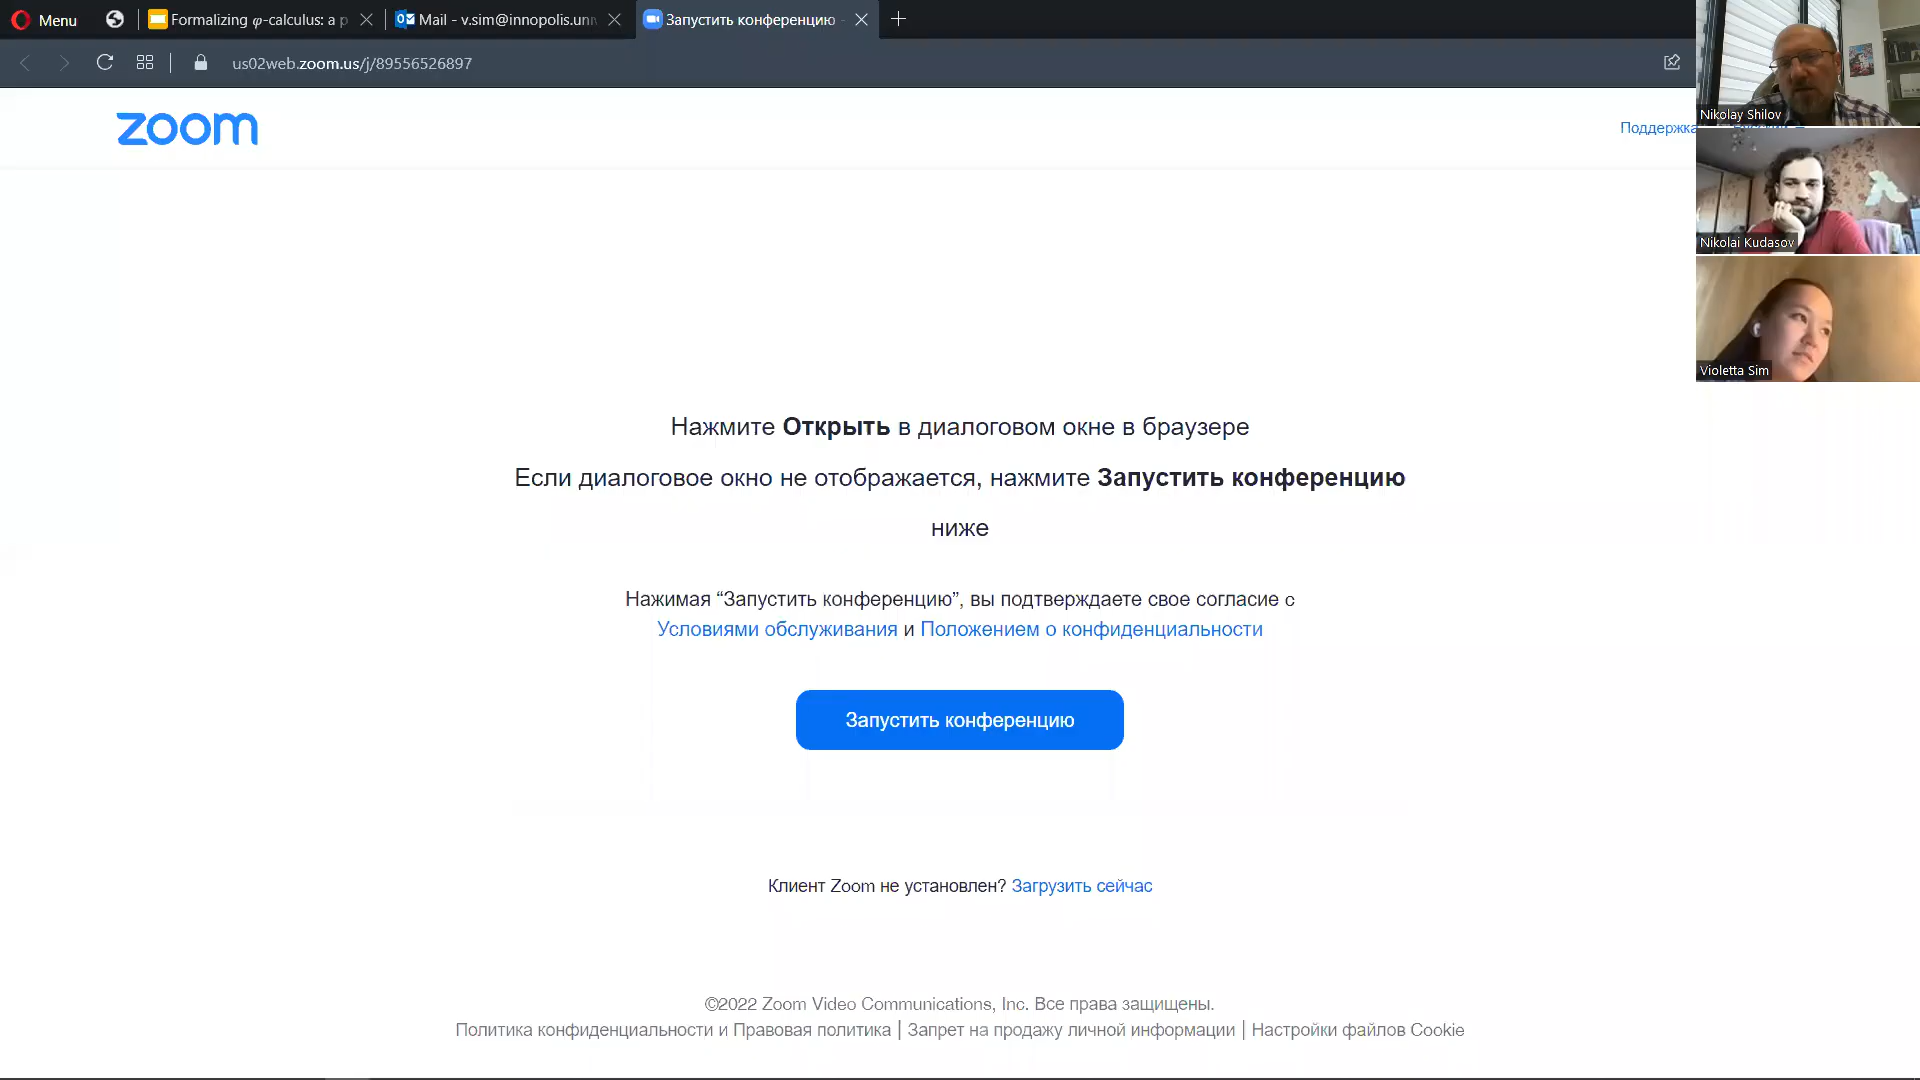 Menu
Formalizing 𝜑-calculus: a p
Mail - v.sim@innopolis.un
Запустить конференцию -
us02web.zoom.us/j/89556526897
zoom
Поддержка
Nikolay Shilov
Nikolai Kudasov
Violetta Sim
Нажмите Открыть в диалоговом окне в браузере
Если диалоговое окно не отображается, нажмите Запустить конференцию
ниже
Нажимая “Запустить конференцию”, вы подтверждаете свое согласие с
Условиями обслуживания и Положением о конфиденциальности
Запустить конференцию
Клиент Zoom не установлен? Загрузить сейчас
©2022 Zoom Video Communications, Inc. Все права защищены.
Политика конфиденциальности и Правовая политика | Запрет на продажу личной информации | Настройки файлов Cookie